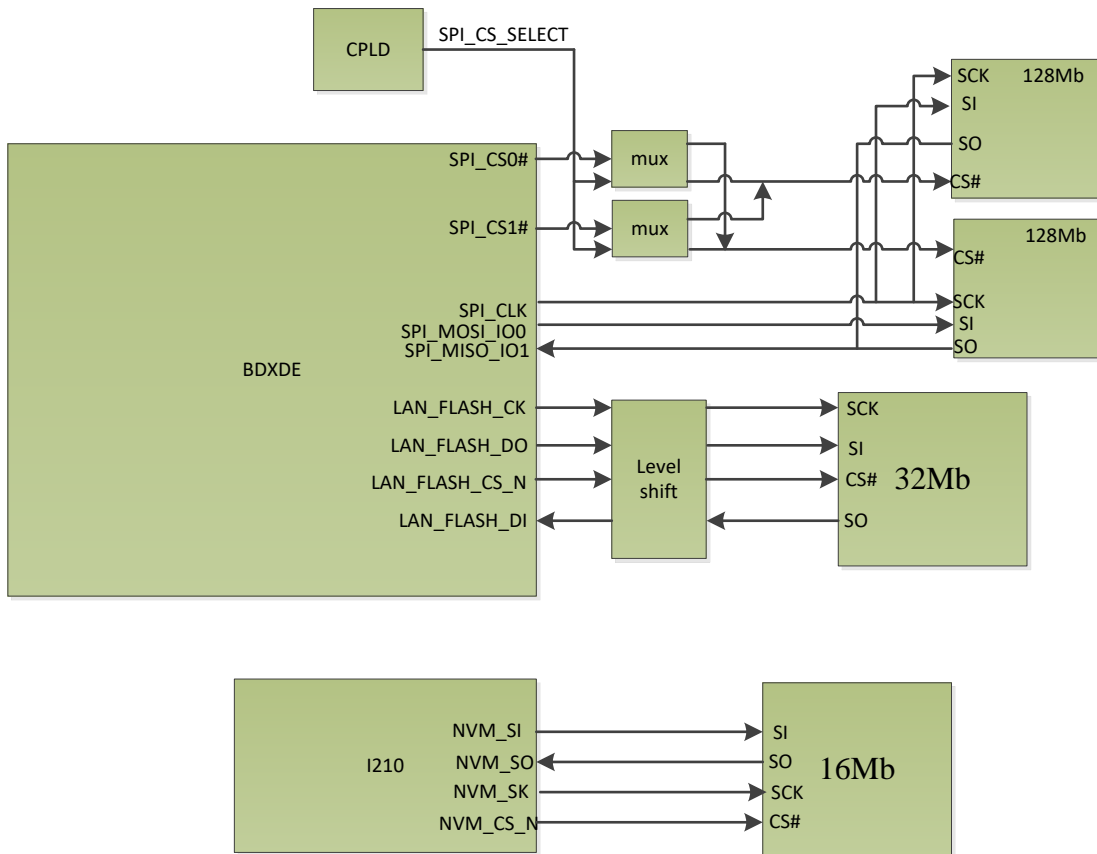 CPLD
SPI_CS_SELECT
SPI_CS0#
SPI_CS1#
SPI_CLK
SPI_MOSI_IO0
SPI_MISO_IO1
BDXDE
LAN_FLASH_CK
LAN_FLASH_DO
LAN_FLASH_CS_N
LAN_FLASH_DI
mux
mux
SCK
128Mb
SI
SO
CS#
128Mb
CS#
SCK
SI
SO
Level
shift
SCK
SI
CS#
32Mb
SO
I210
NVM_SI
NVM_SO
NVM_SK
NVM_CS_N
SI
SO
16Mb
SCK
CS#